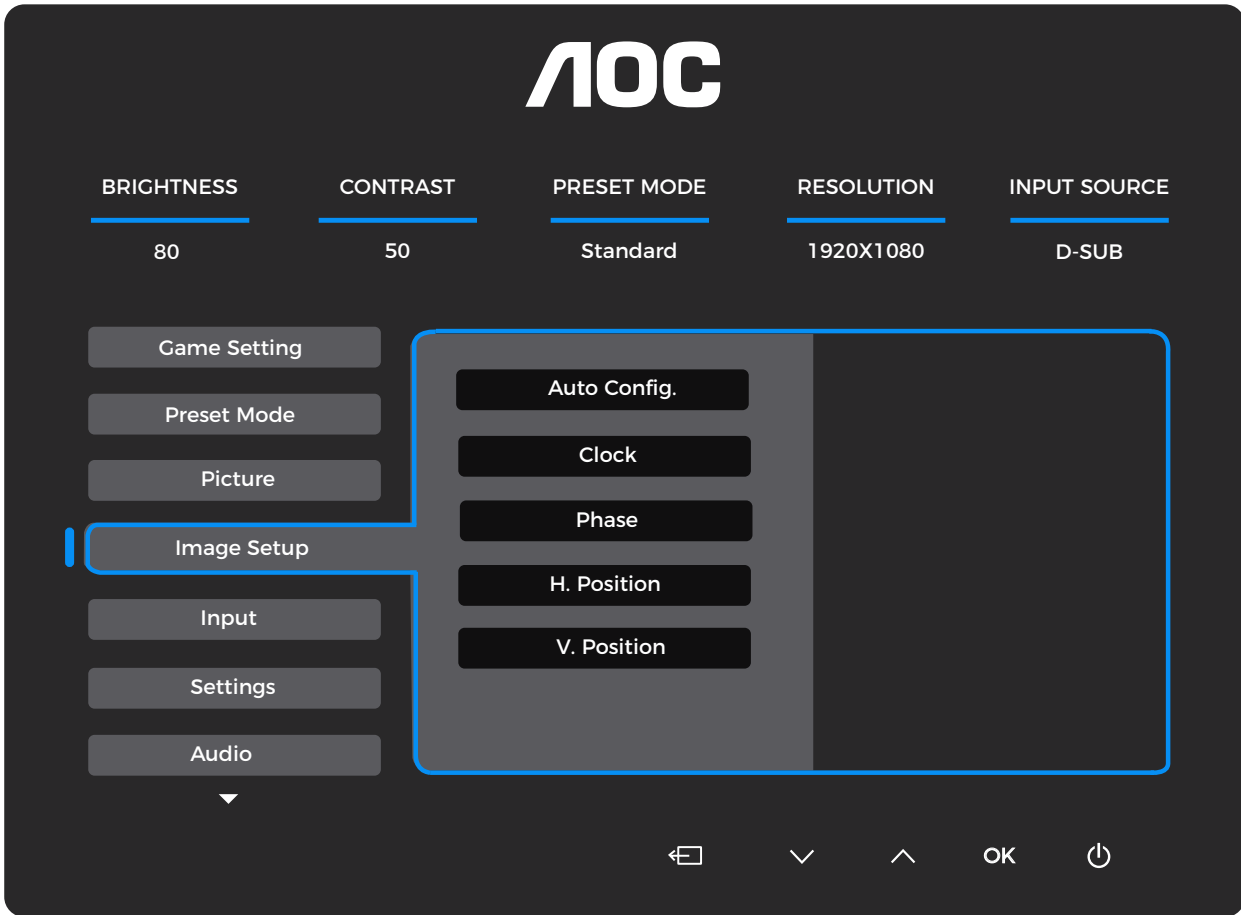 AOC
BRIGHTNESS CONTRAST PRESET MODE RESOLUTION INPUT SOURCE
80 50 Standard 1920X1080 D-SUB
Game Setting
Preset Mode
Picture
Image Setup
Input
Settings
Audio
Auto Config.
Clock
Phase
H. Position
V. Position
OK